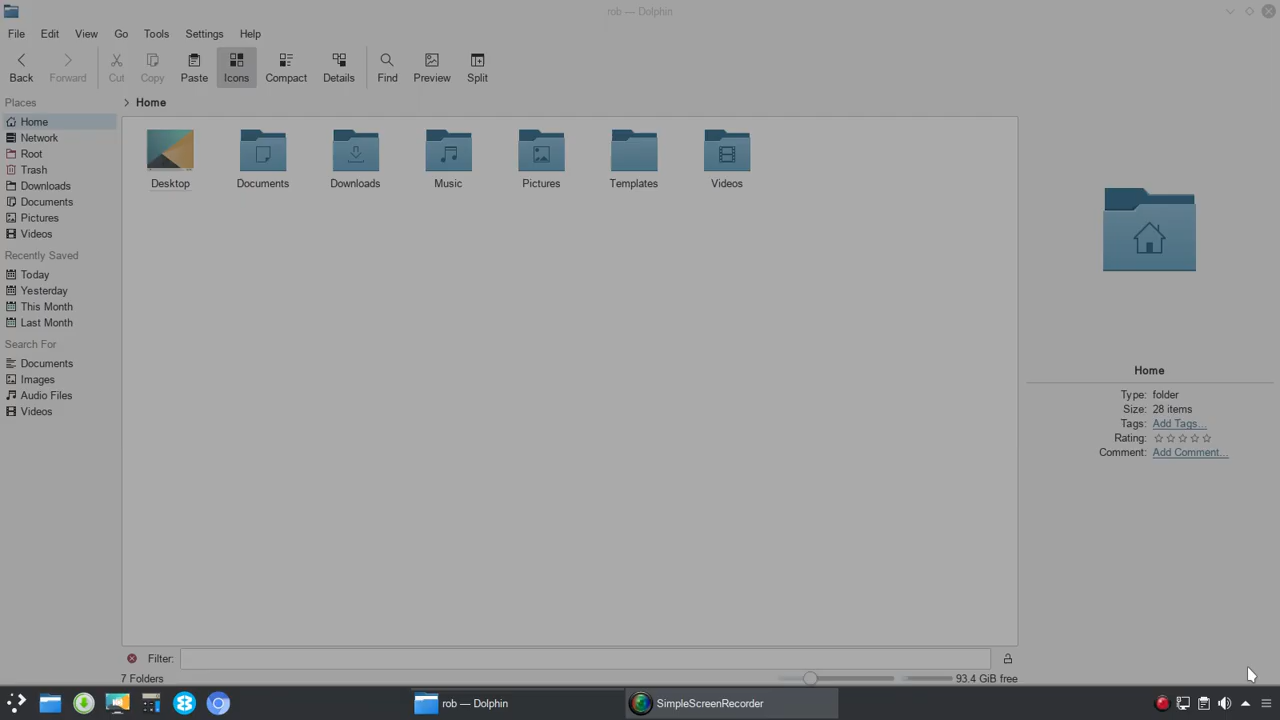 rob — Dolphin
File Edit View Go Tools Settings Help
Back Forward Cut Copy Paste Icons Compact Details Find Preview Split
Places
Home
Network
Root
Trash
Downloads
Documents
Pictures
Videos
Recently Saved
Today
Yesterday
This Month
Last Month
Search For
Documents
Images
Audio Files
Videos
Home
Desktop Documents Downloads Music Pictures Templates Videos
Filter:
7 Folders
93.4 GiB free
Home
Type: folder
Size: 28 items
Tags: Add Tags...
Rating:
Comment: Add Comment...
rob — Dolphin
SimpleScreenRecorder